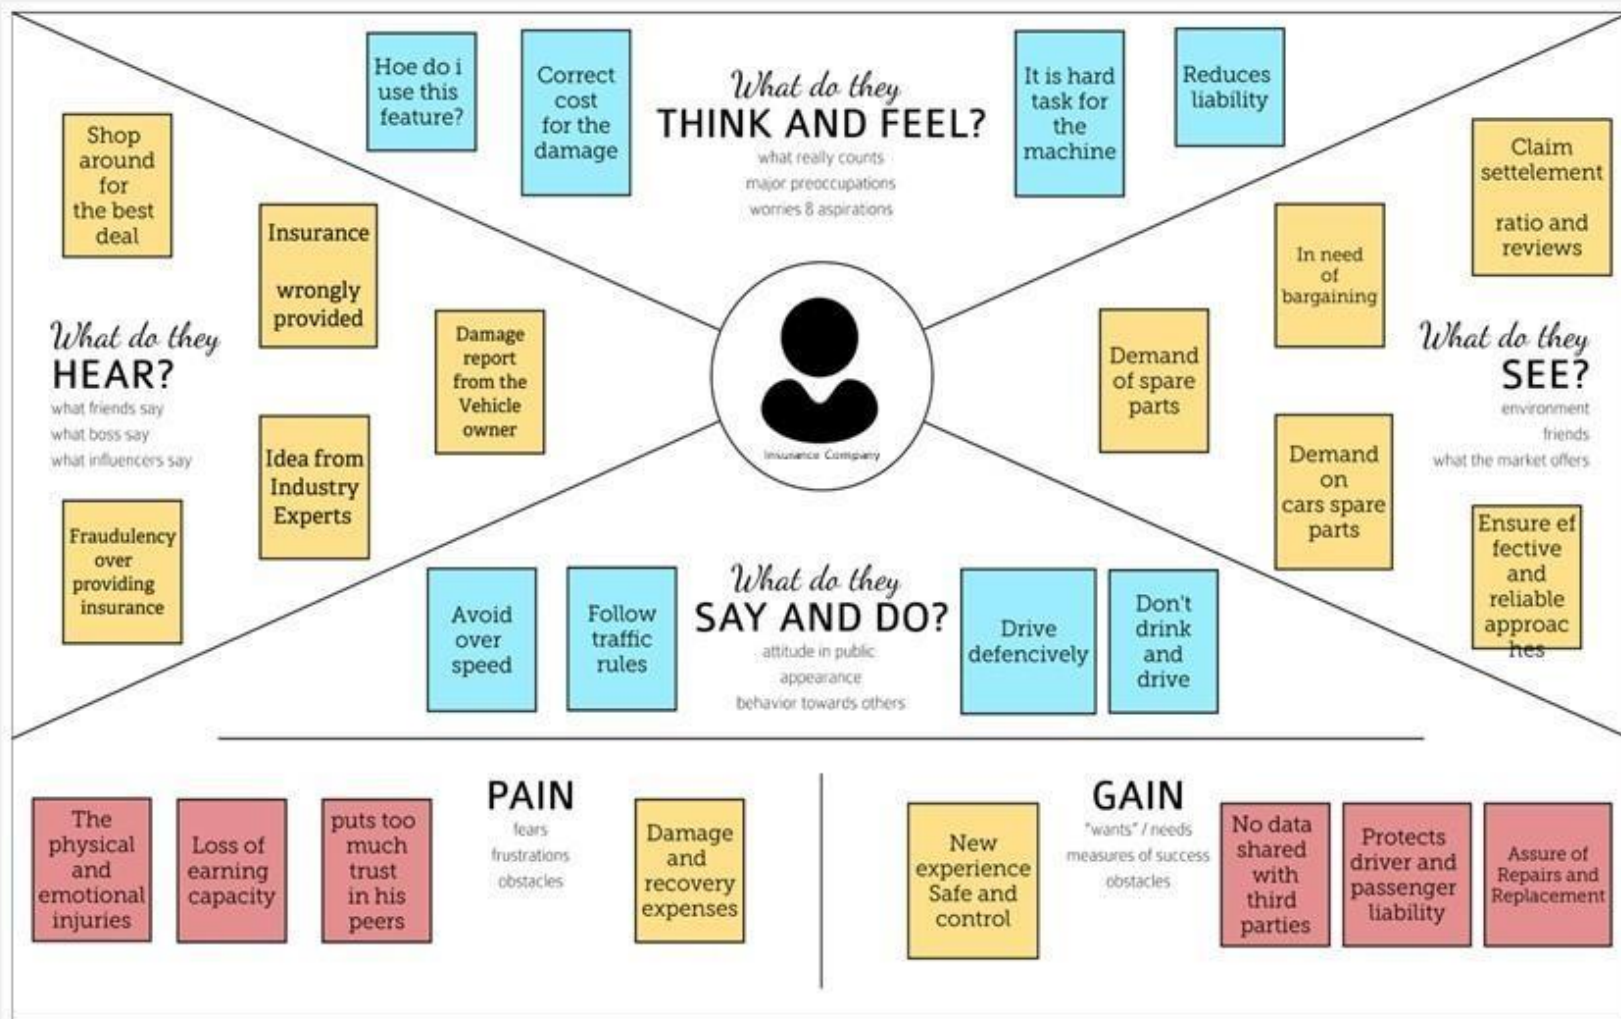 Hoe do i
use this
feature?
Correct
cost
for the
damage
What do they
THINK AND FEEL?
what really counts
major preoccupations
worries & aspirations
It is hard
task for
the
machine
Reduces
liability
Shop
around
for
the best
deal
Insurance
wrongly
provided
Damage
report
from the
Vehicle
owner
What do they
HEAR?
what friends say
what boss say
what influencers say
Idea from
Industry
Experts
Fraudulency
over
providing
insurance
Insurance Company
Claim
settelement
ratio and
reviews
In need
of
bargaining
Demand
of spare
parts
What do they
SEE?
environment
friends
what the market offers
Demand
on
cars spare
parts
Ensure ef
fective
and
reliable
approac
hes
Avoid
over
speed
Follow
traffic
rules
What do they
SAY AND DO?
attitude in public
appearance
behavior towards others
Drive
defencively
Don't
drink
and
drive
The
physical
and
emotional
injuries
Loss of
earning
capacity
puts too
much
trust
in his
peers
PAIN
fears
frustrations
obstacles
Damage
and
recovery
expenses
New
experience
Safe and
control
GAIN
"wants" / needs
measures of success
obstacles
No data
shared
with
third
parties
Protects
driver and
passenger
liability
Assure of
Repairs and
Replacement